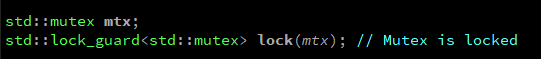 std::mutex mtx;
std::lock_guard<std::mutex> lock(mtx); // Mutex is locked